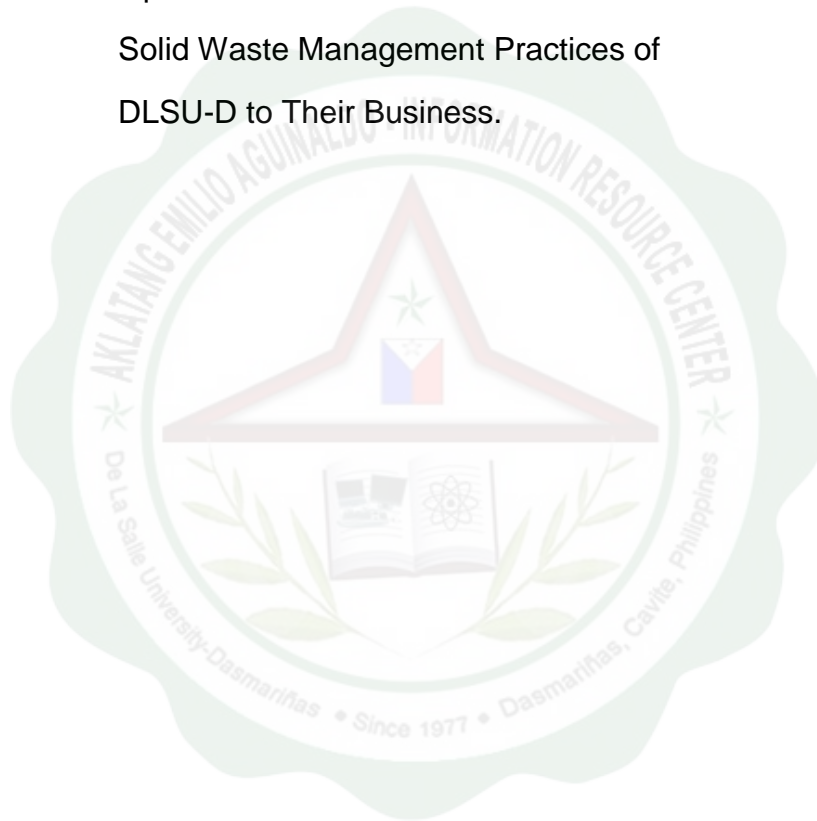 Solid Waste Management Practices of
DLSU-D to Their Business.
AKLATANG EMILIO AGUINALDO - INFORMATION RESOURCE CENTER
De La Salle University-Dasmariñas • Since 1977 • Dasmariñas, Cavite, Philippines